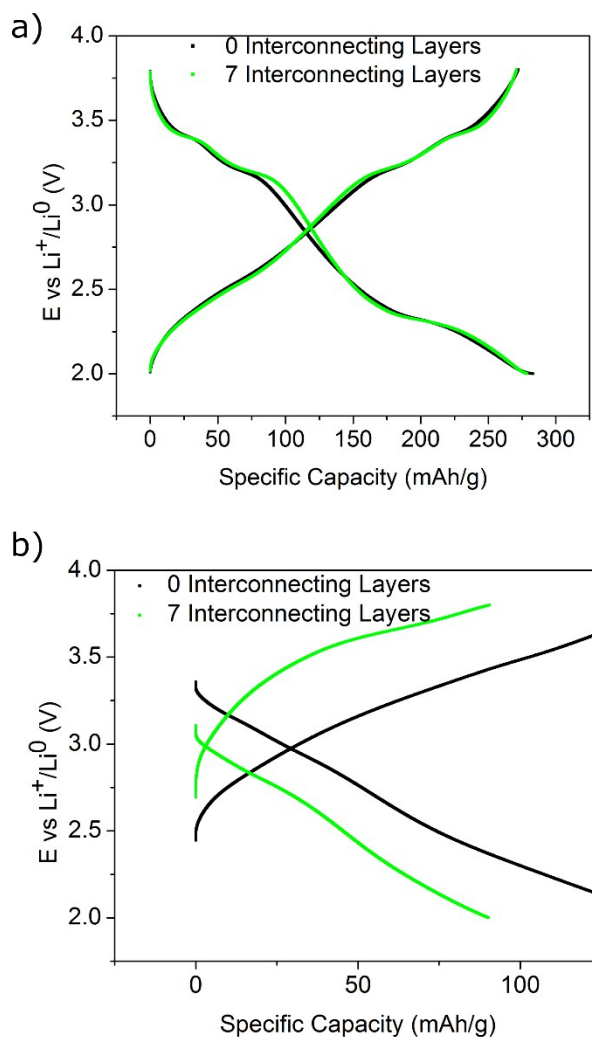 a)
0 Interconnecting Layers
7 Interconnecting Layers
4.0
3.5
3.0
2.5
2.0
E vs Li⁺/Li⁰ (V)
0 50 100 150 200 250 300
Specific Capacity (mAh/g)
b)
0 Interconnecting Layers
7 Interconnecting Layers
4.0
3.5
3.0
2.5
2.0
E vs Li⁺/Li⁰ (V)
0 50 100
Specific Capacity (mAh/g)